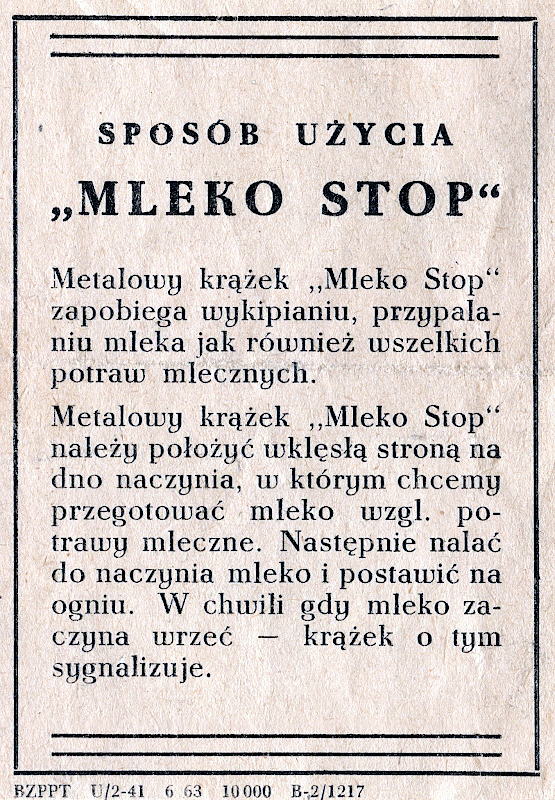 SPOSÓB UŻYCIA
„MLEKO STOP“
Metalowy krążek „Mleko Stop“
zapobiega wykipianiu, przypala-
niu mleka jak również wszelkich
potraw mlecznych.
Metalowy krążek „Mleko Stop“
należy położyć wklęsłą stroną na
dno naczynia, w którym chcemy
przegotować mleko wzgl. po-
trawy mleczne. Następnie nalać
do naczynia mleko i postawić na
ogniu. W chwili gdy mleko za-
czyna wrzeć — krążek o tym
sygnalizuje.
BZPPT U/2-41 6 63 10000 B-2/1217